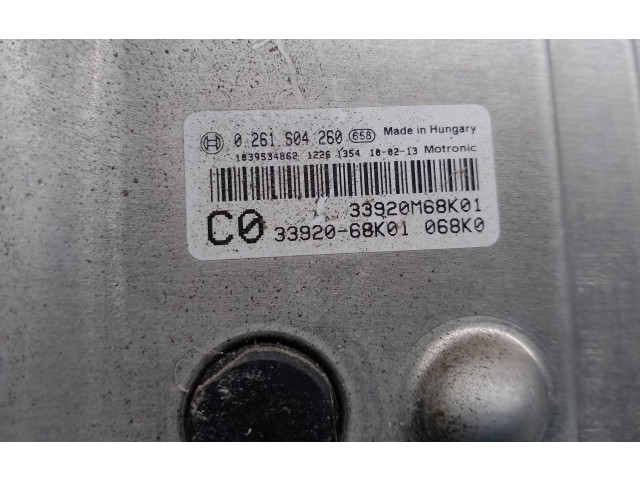 0 261 S04 260 658 Made in Hungary
1039S34862 1226 1354 10-02-13 Motronic
33920M68K01
C0 33920-68K01 068K0